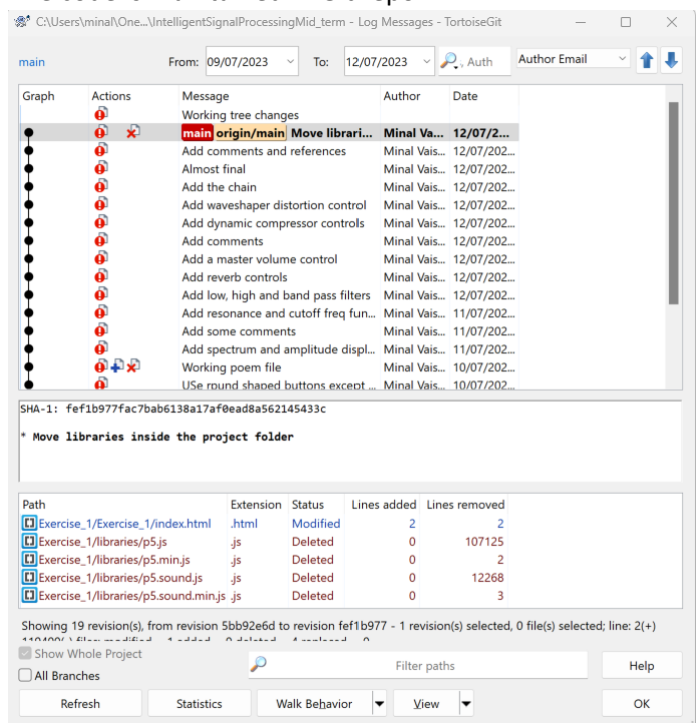 C:\Users\minal\One...\IntelligentSignalProcessingMid_term - Log Messages - TortoiseGit
main From: 09/07/2023 To: 12/07/2023 Auth Author Email
Graph Actions Message Author Date
Working tree changes
main origin/main Move librari... Minal Va... 12/07/2...
Add comments and references Minal Vais... 12/07/202...
Almost final Minal Vais... 12/07/202...
Add the chain Minal Vais... 12/07/202...
Add waveshaper distortion control Minal Vais... 12/07/202...
Add dynamic compressor controls Minal Vais... 12/07/202...
Add comments Minal Vais... 12/07/202...
Add a master volume control Minal Vais... 12/07/202...
Add reverb controls Minal Vais... 12/07/202...
Add low, high and band pass filters Minal Vais... 12/07/202...
Add resonance and cutoff freq fun... Minal Vais... 11/07/202...
Add some comments Minal Vais... 11/07/202...
Add spectrum and amplitude displ... Minal Vais... 11/07/202...
Working poem file Minal Vais... 10/07/202...
USe round shaped buttons except ... Minal Vais... 10/07/202...
SHA-1: fef1b977fac7bab6138a17af0ead8a562145433c
* Move libraries inside the project folder
Path Extension Status Lines added Lines removed
Exercise_1/Exercise_1/index.html .html Modified 2 2
Exercise_1/libraries/p5.js .js Deleted 0 107125
Exercise_1/libraries/p5.min.js .js Deleted 0 2
Exercise_1/libraries/p5.sound.js .js Deleted 0 12268
Exercise_1/libraries/p5.sound.min.js .js Deleted 0 3
Showing 19 revision(s), from revision 5bb92e6d to revision fef1b977 - 1 revision(s) selected, 0 file(s) selected; line: 2(+)
Show Whole Project
All Branches
Filter paths
Help
Refresh Statistics Walk Behavior View OK